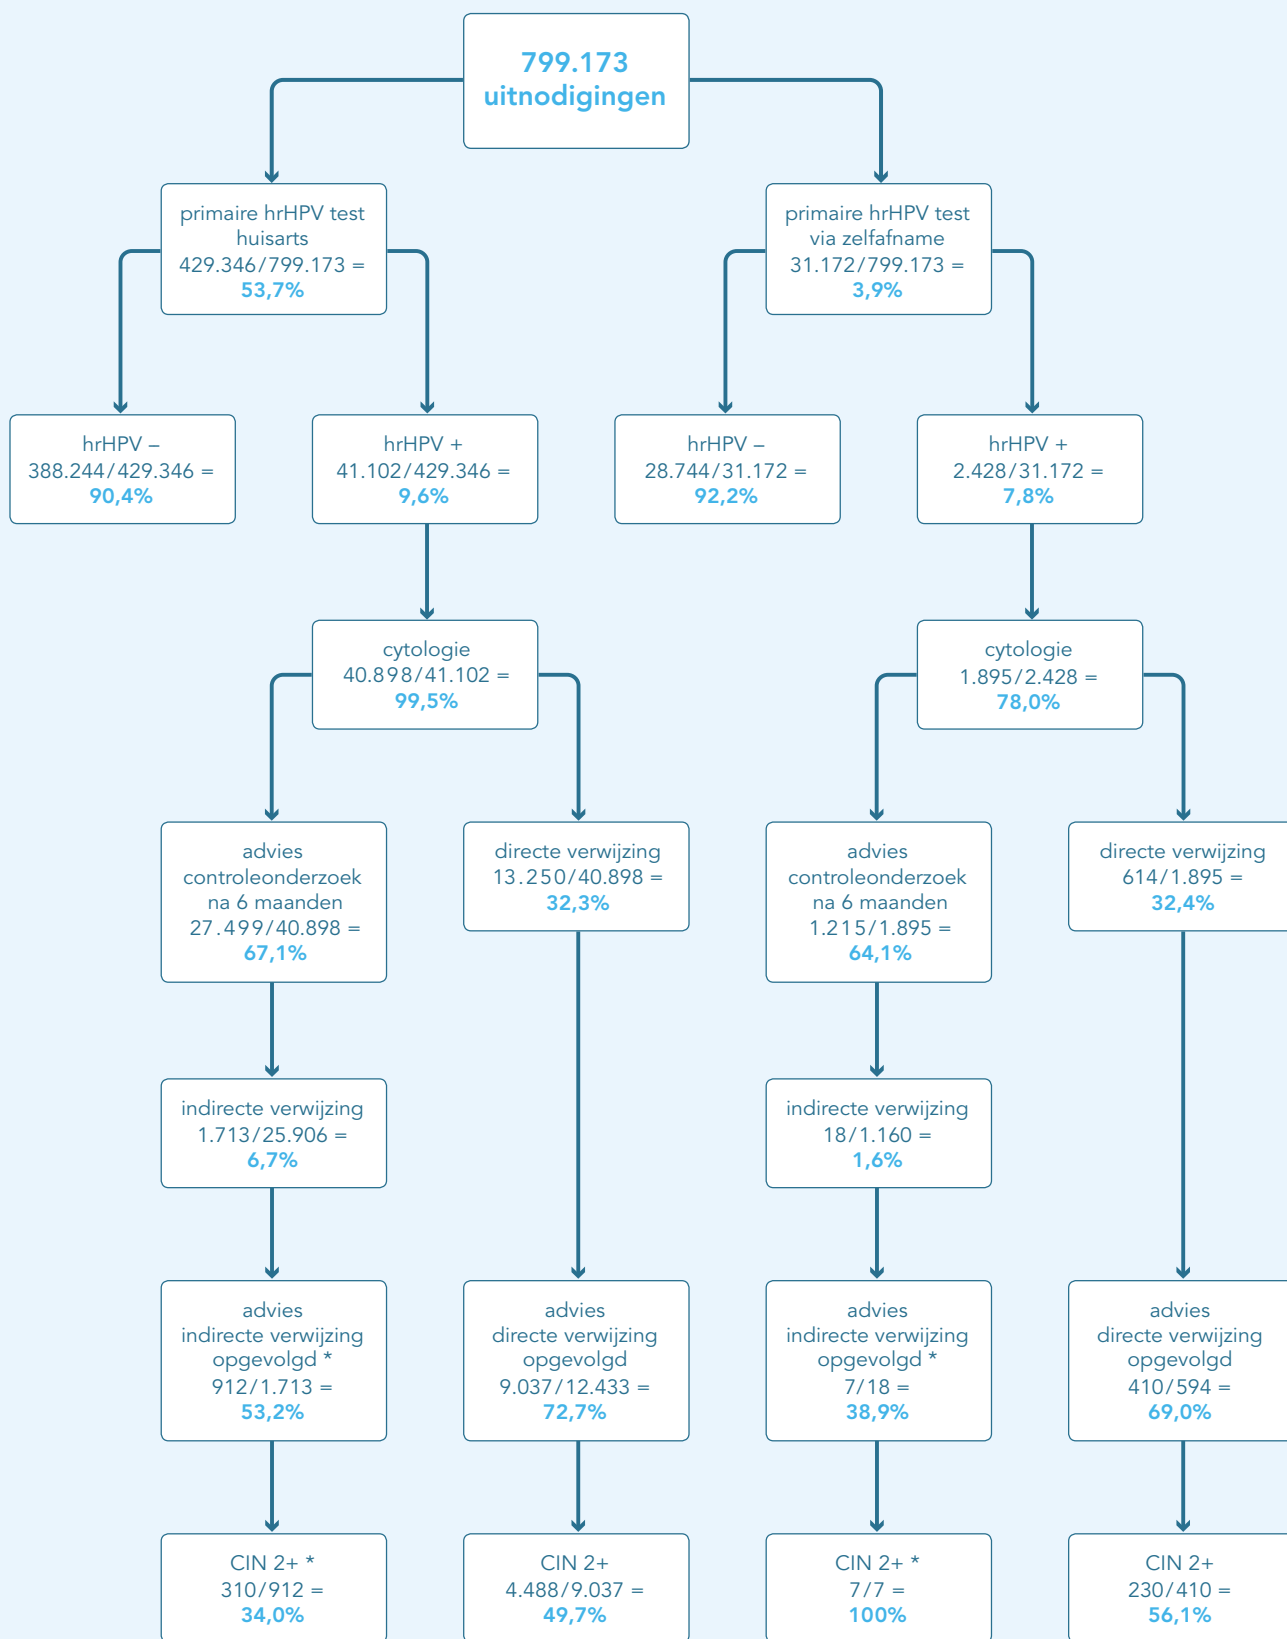 799.173
uitnodigingen
primaire hrHPV test
huisarts
429.346/799.173 =
53,7%
primaire hrHPV test
via zelfafname
31.172/799.173 =
3,9%
hrHPV –
388.244/429.346 =
90,4%
hrHPV +
41.102/429.346 =
9,6%
hrHPV –
28.744/31.172 =
92,2%
hrHPV +
2.428/31.172 =
7,8%
cytologie
40.898/41.102 =
99,5%
cytologie
1.895/2.428 =
78,0%
advies
controleonderzoek
na 6 maanden
27.499/40.898 =
67,1%
directe verwijzing
13.250/40.898 =
32,3%
advies
controleonderzoek
na 6 maanden
1.215/1.895 =
64,1%
directe verwijzing
614/1.895 =
32,4%
indirecte verwijzing
1.713/25.906 =
6,7%
indirecte verwijzing
18/1.160 =
1,6%
advies
indirecte verwijzing
opgevolgd *
912/1.713 =
53,2%
advies
directe verwijzing
opgevolgd
9.037/12.433 =
72,7%
advies
indirecte verwijzing
opgevolgd *
7/18 =
38,9%
advies
directe verwijzing
opgevolgd
410/594 =
69,0%
CIN 2+ *
310/912 =
34,0%
CIN 2+
4.488/9.037 =
49,7%
CIN 2+ *
7/7 =
100%
CIN 2+
230/410 =
56,1%